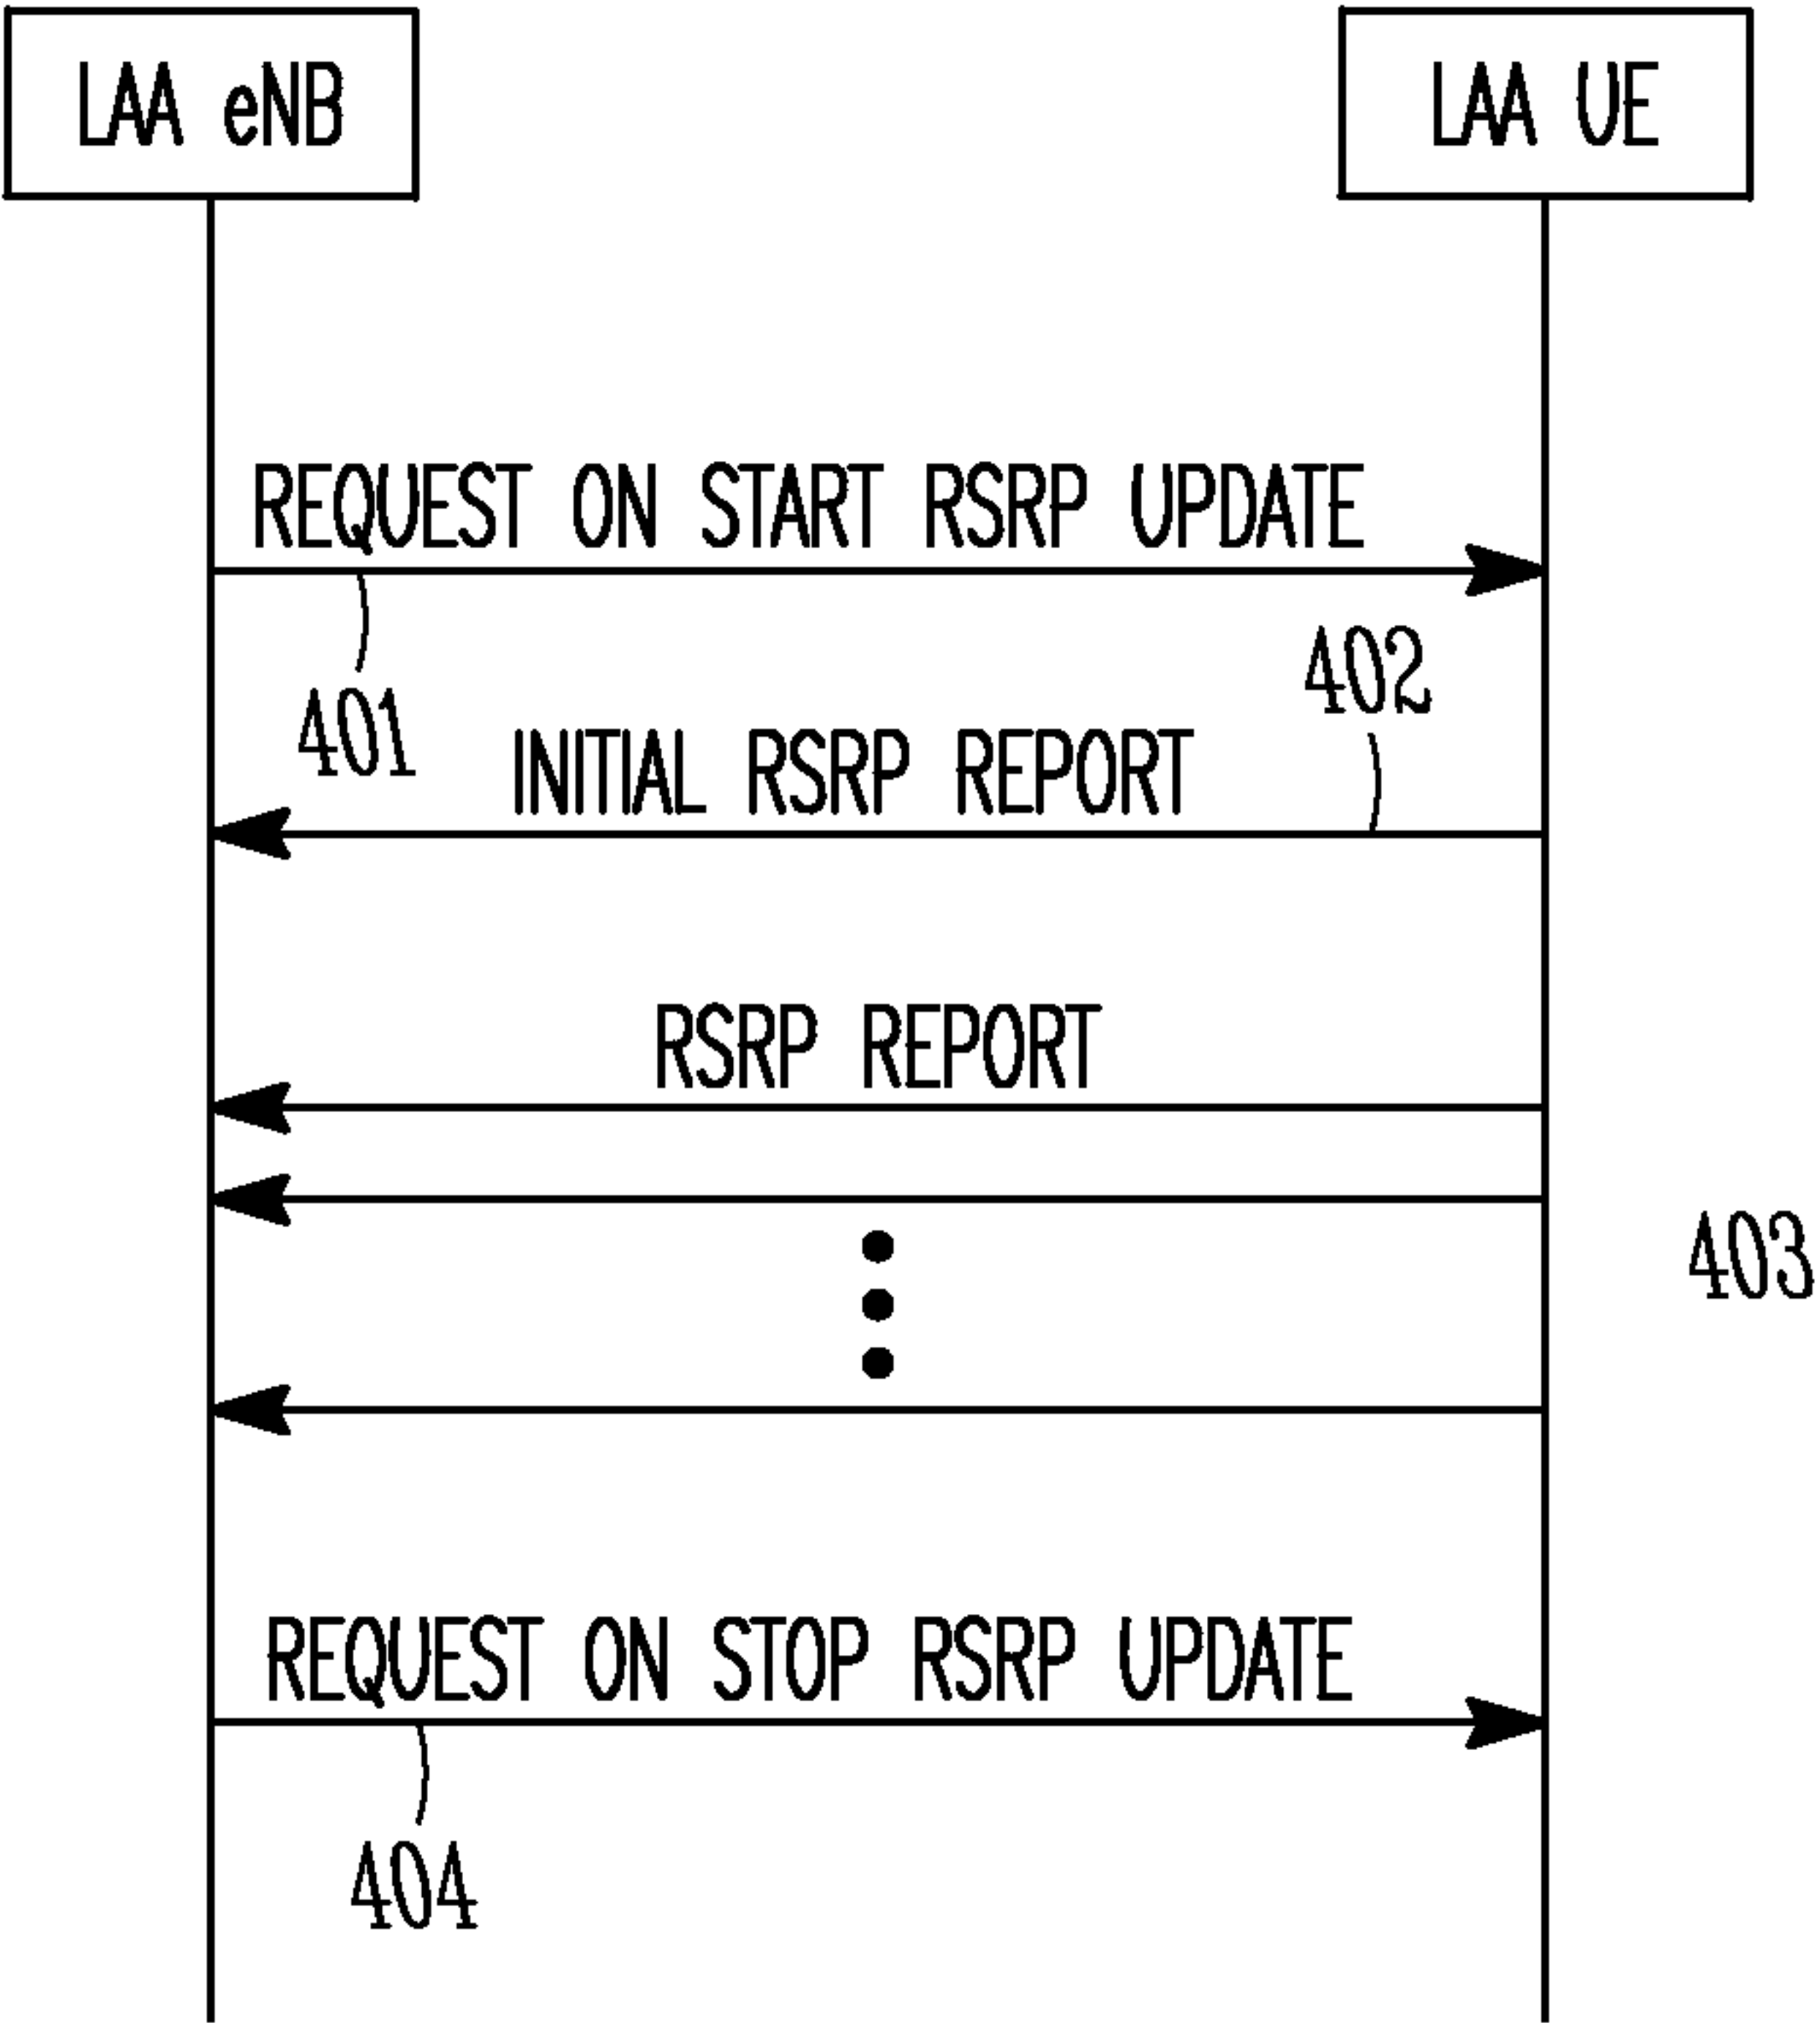 LAA eNB
LAA UE
REQUEST ON START RSRP UPDATE
401
402
INITIAL RSRP REPORT
RSRP REPORT
403
REQUEST ON STOP RSRP UPDATE
404